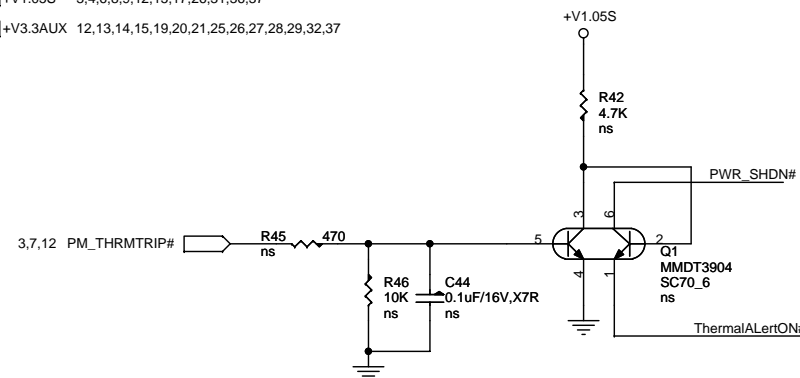 +V3.3AUX 12,13,14,15,19,20,21,25,26,27,28,29,32,37
+V1.05S
R42
4.7K
ns
PWR_SHDN#
3
6
3,7,12 PM_THRMTRIP#
R45
470
ns
5
2
Q1
MMDT3904
SC70_6
ns
4
1
R46
10K
ns
C44
0.1uF/16V,X7R
ns
ThermalALertON#